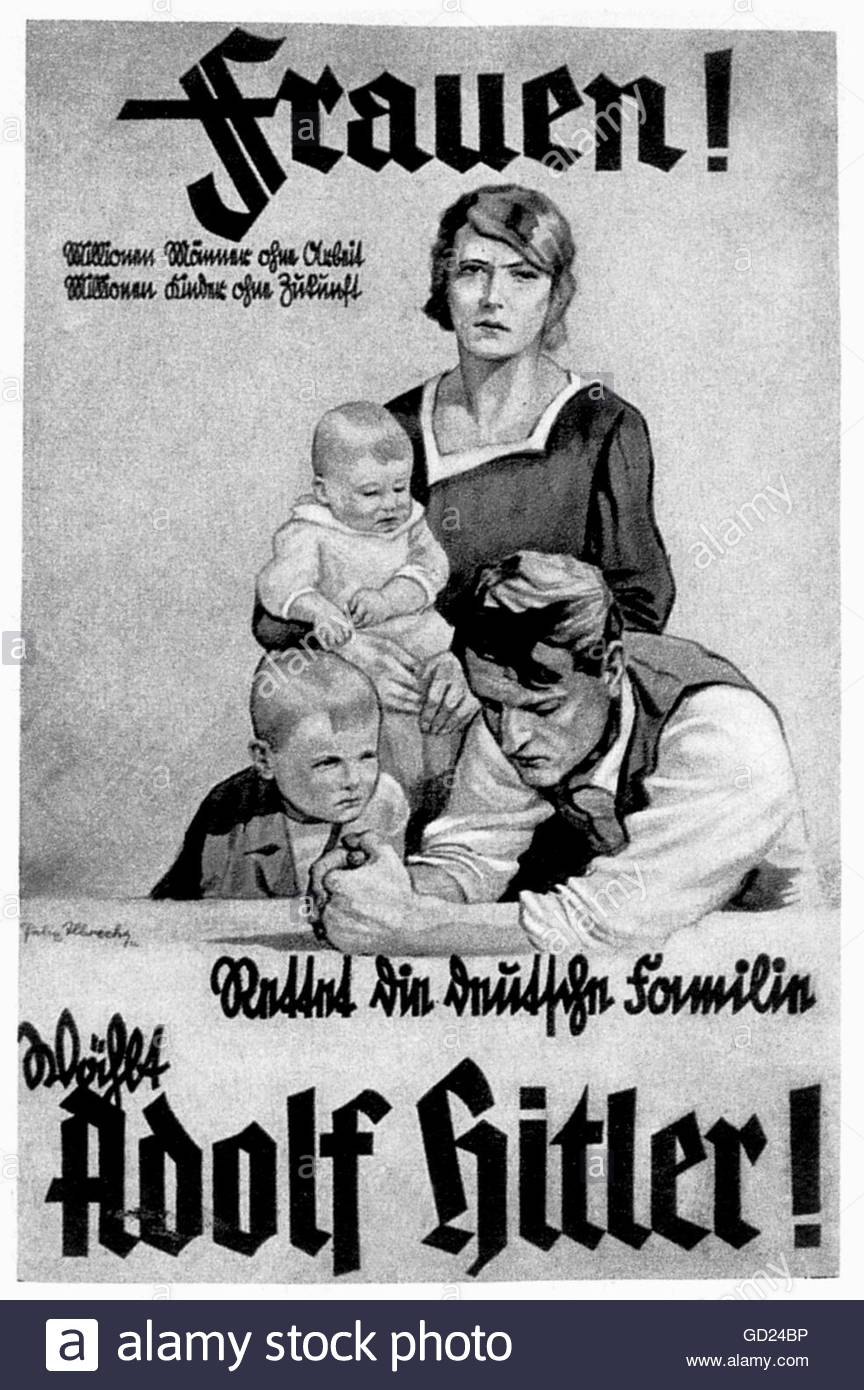 Frauen!
Millionen Männer ohne Arbeit
Millionen Kinder ohne Zukunft
Rettet die deutsche Familie
Wählt
Adolf Hitler!
a alamy stock photo
GD24BP
www.alamy.com